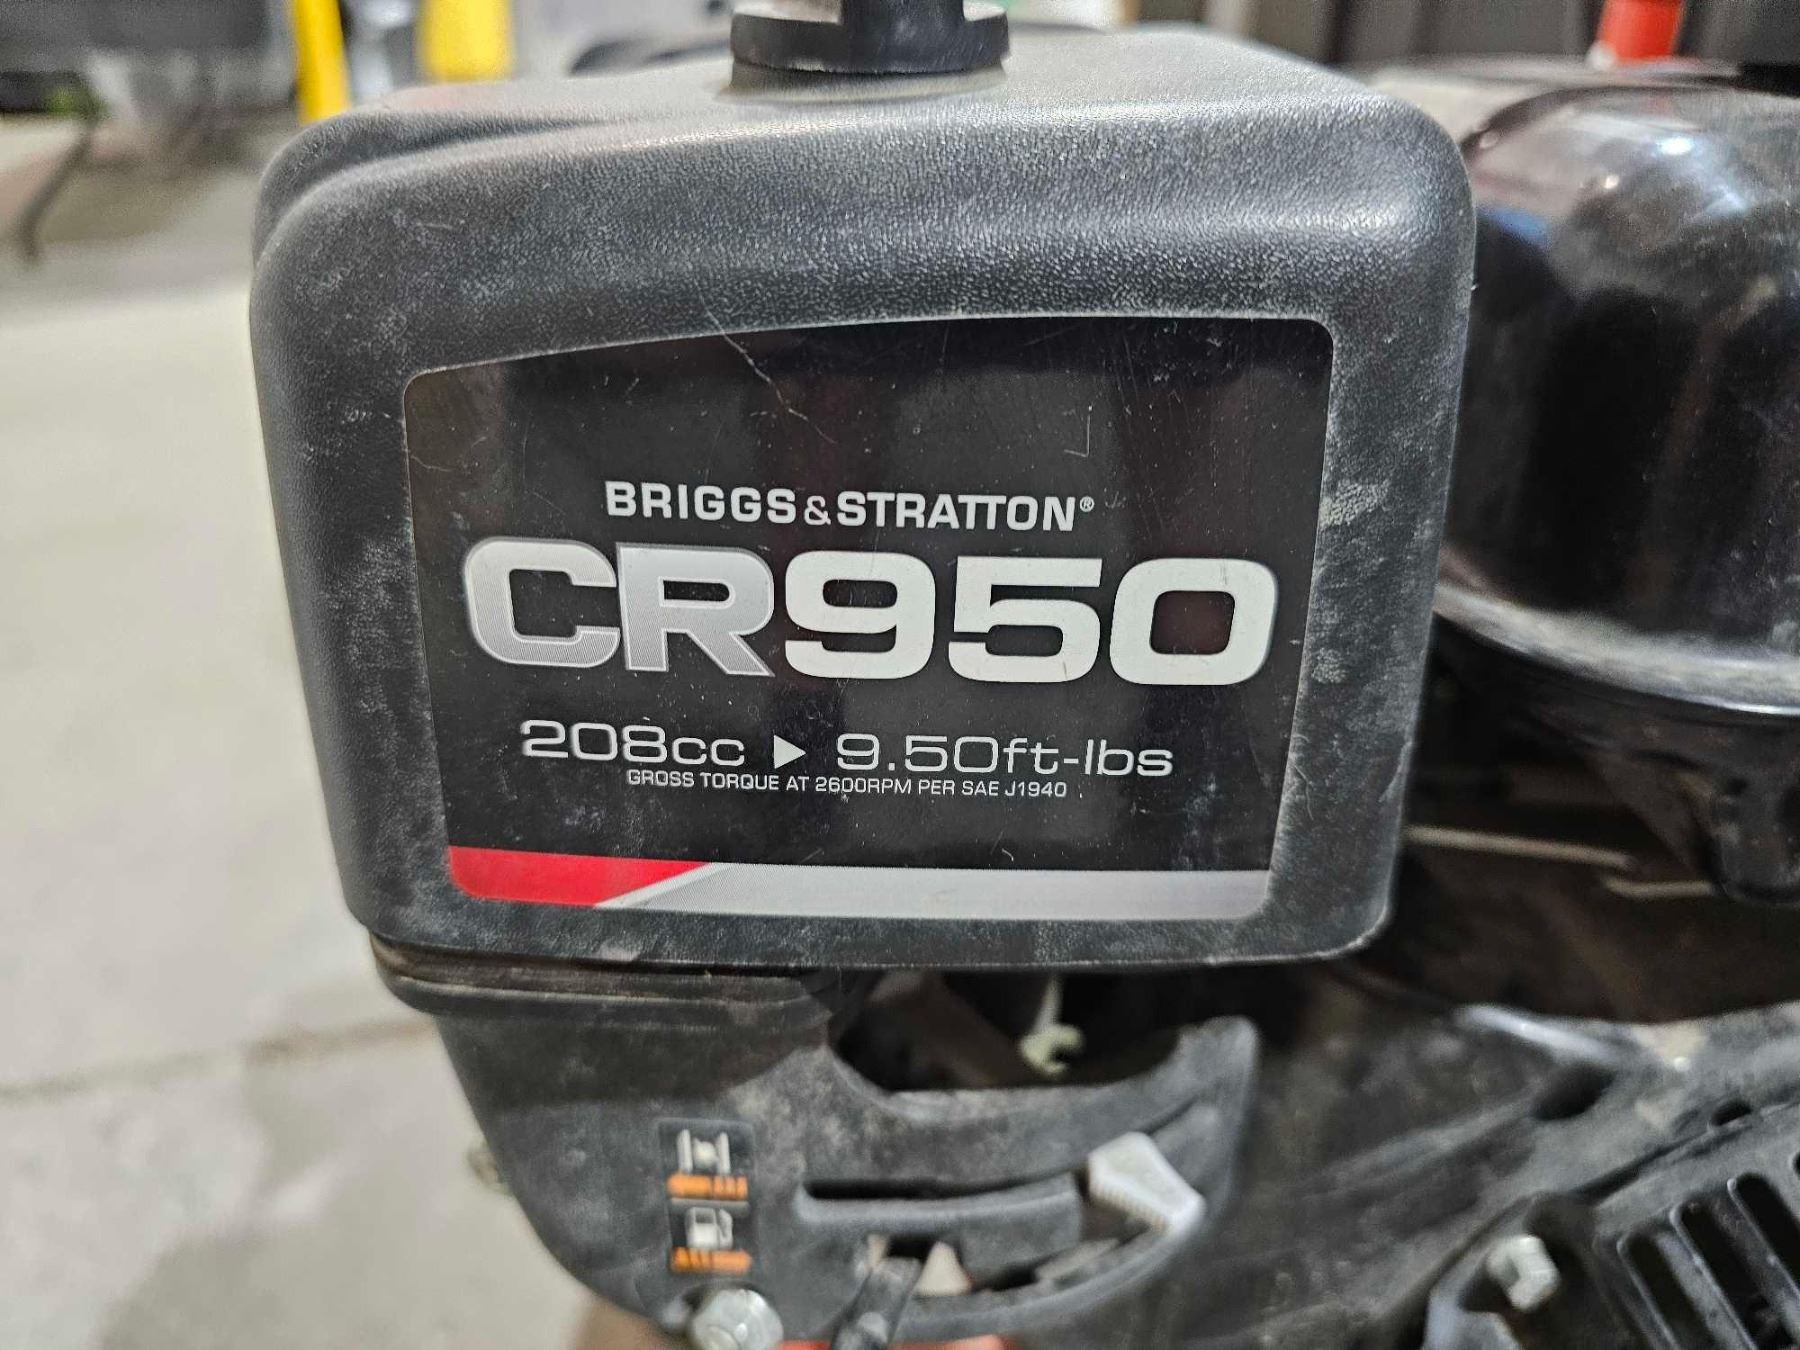 BRIGGS&STRATTON®
CR950
208cc ▶ 9.50ft-lbs
GROSS TORQUE AT 2600RPM PER SAE J1940